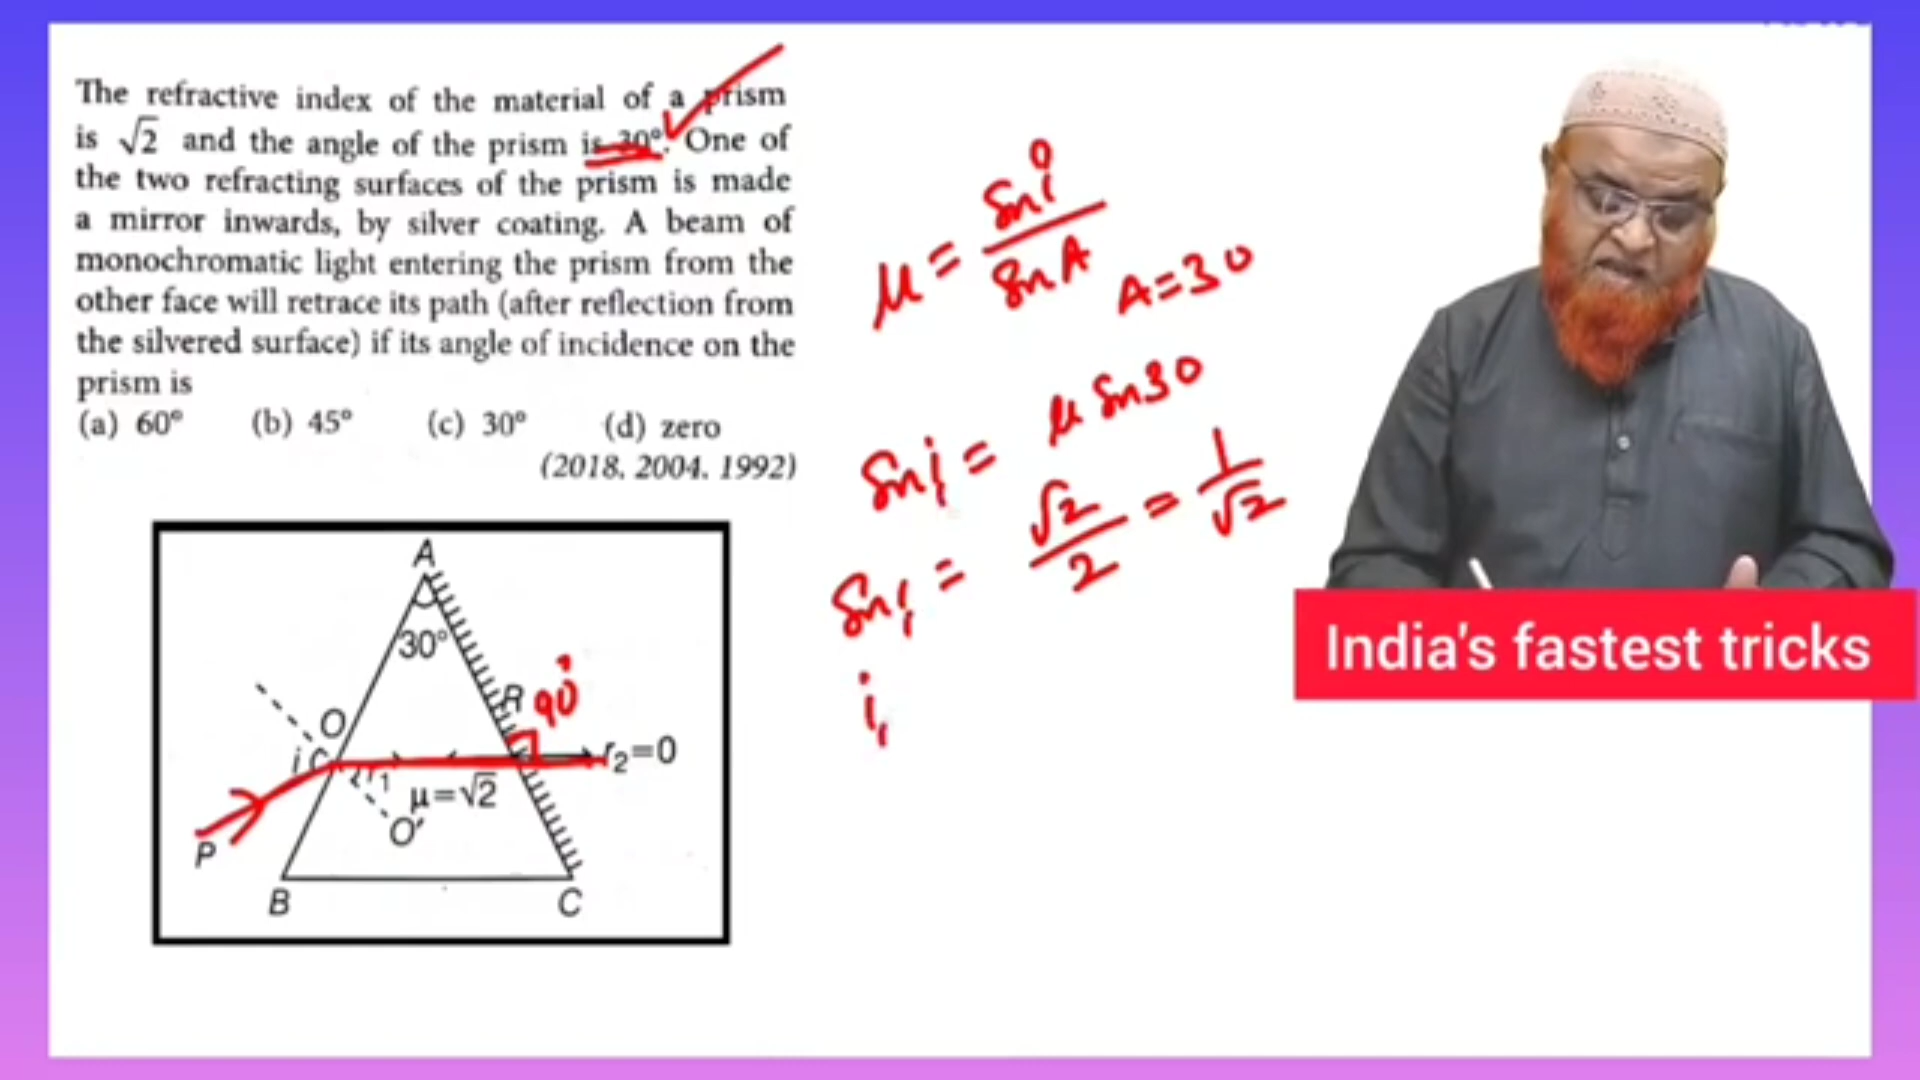 The refractive index of the material of a prism
is √2 and the angle of the prism is 30°. One of
the two refracting surfaces of the prism is made
a mirror inwards, by silver coating. A beam of
monochromatic light entering the prism from the
other face will retrace its path (after reflection from
the silvered surface) if its angle of incidence on the
prism is
(a) 60° (b) 45° (c) 30° (d) zero
(2018, 2004, 1992)
A
30°
R 90°
O
i r₂=0
r₁
μ=√2
O'
P
B C
μ = sin i / sin A
A=30
sin i = μ sin 30
sin i = √2/2 = 1/√2
i₁
India's fastest tricks